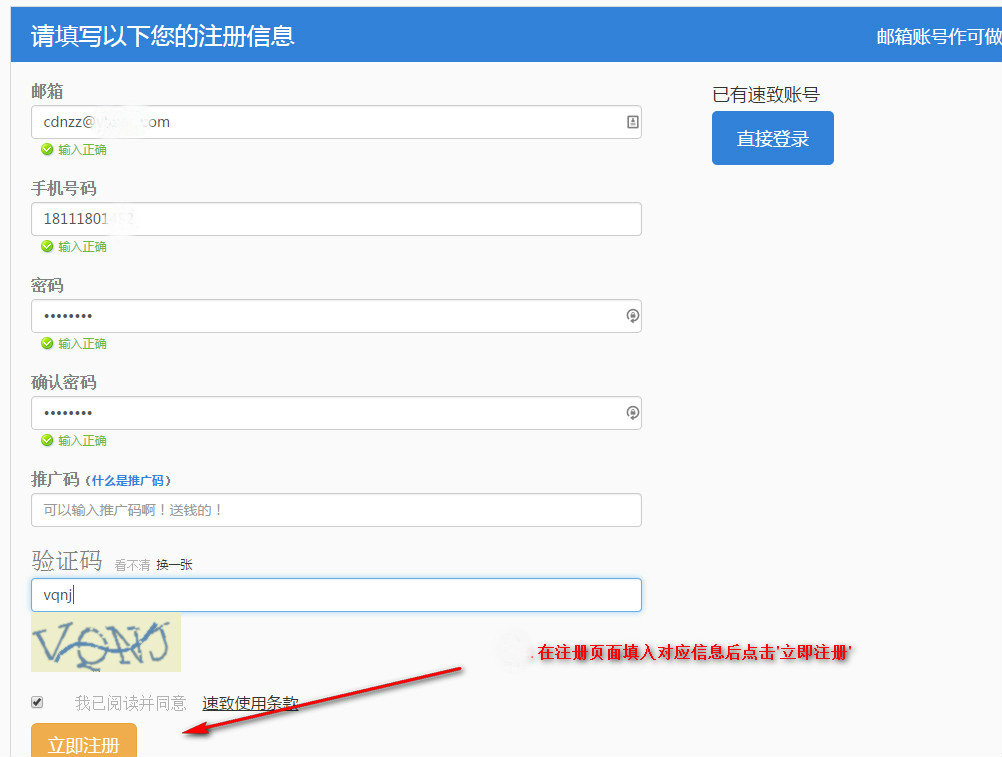 请填写以下您的注册信息
邮箱账号作可做
邮箱
cdnzz@
om
输入正确
已有速致账号
直接登录
手机号码
18111801
输入正确
密码
••••••••
输入正确
确认密码
••••••••
输入正确
推广码（什么是推广码）
可以输入推广码啊！送钱的！
验证码 看不清 换一张
vqnj
VQNJ
.在注册页面填入对应信息后点击'立即注册'
我已阅读并同意 速致使用条款
立即注册